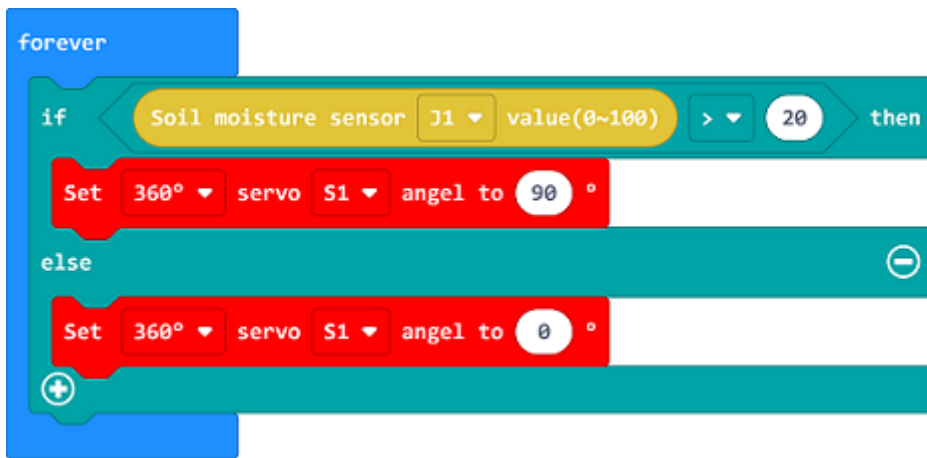 forever
if Soil moisture sensor J1 value(0~100) > 20 then
Set 360° servo S1 angel to 90 °
else
Set 360° servo S1 angel to 0 °